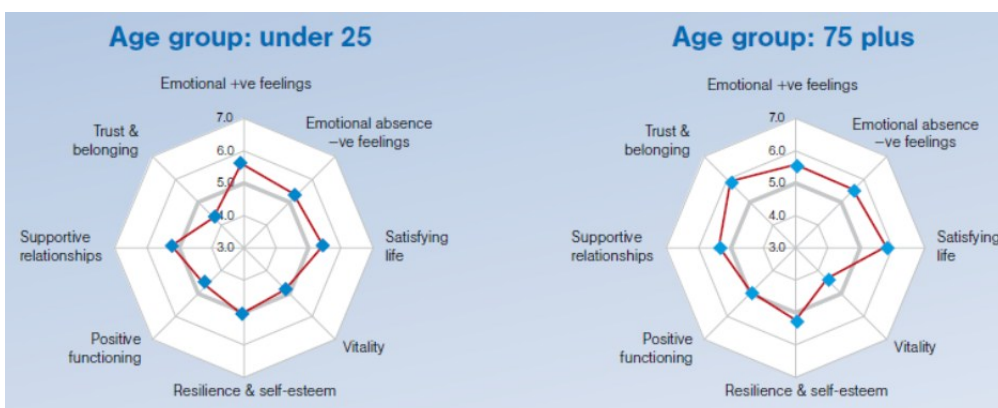 Age group: under 25
Emotional +ve feelings
7.0
Emotional absence
–ve feelings
Trust &
belonging
6.0
5.0
4.0
Supportive
relationships
3.0
Satisfying
life
Positive
functioning
Vitality
Resilience & self-esteem
Age group: 75 plus
Emotional +ve feelings
7.0
Emotional absence
–ve feelings
Trust &
belonging
6.0
5.0
4.0
Supportive
relationships
3.0
Satisfying
life
Positive
functioning
Vitality
Resilience & self-esteem